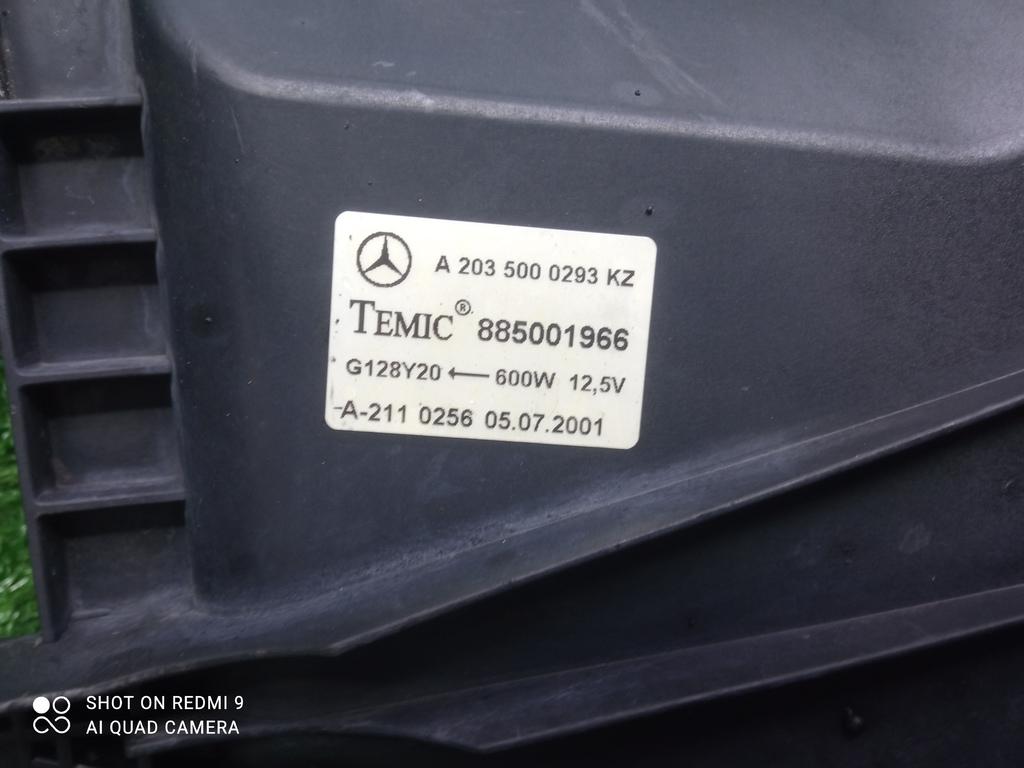 A 203 500 0293 KZ
TEMIC® 885001966
G128Y20 ⟵ 600W 12,5V
A-211 0256 05.07.2001
SHOT ON REDMI 9
AI QUAD CAMERA